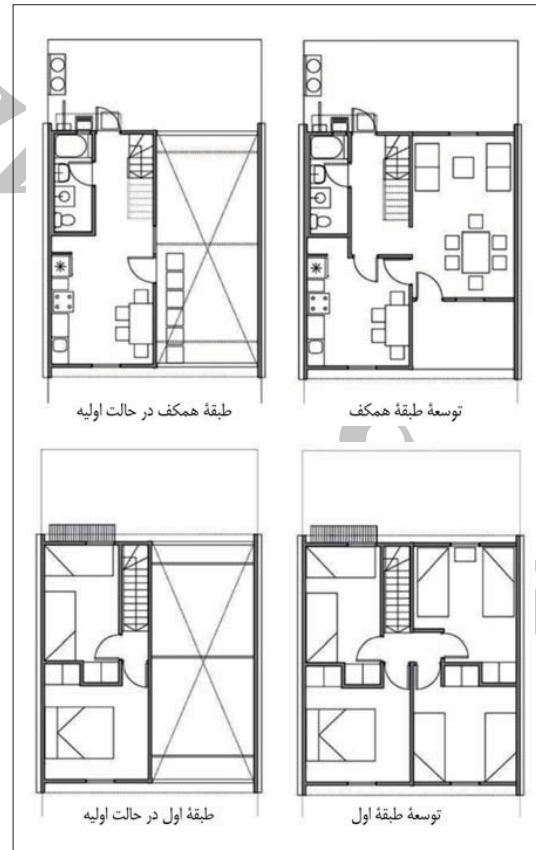 توسعهٔ طبقهٔ همکف
طبقهٔ همکف در حالت اولیه
توسعهٔ طبقهٔ اول
طبقهٔ اول در حالت اولیه